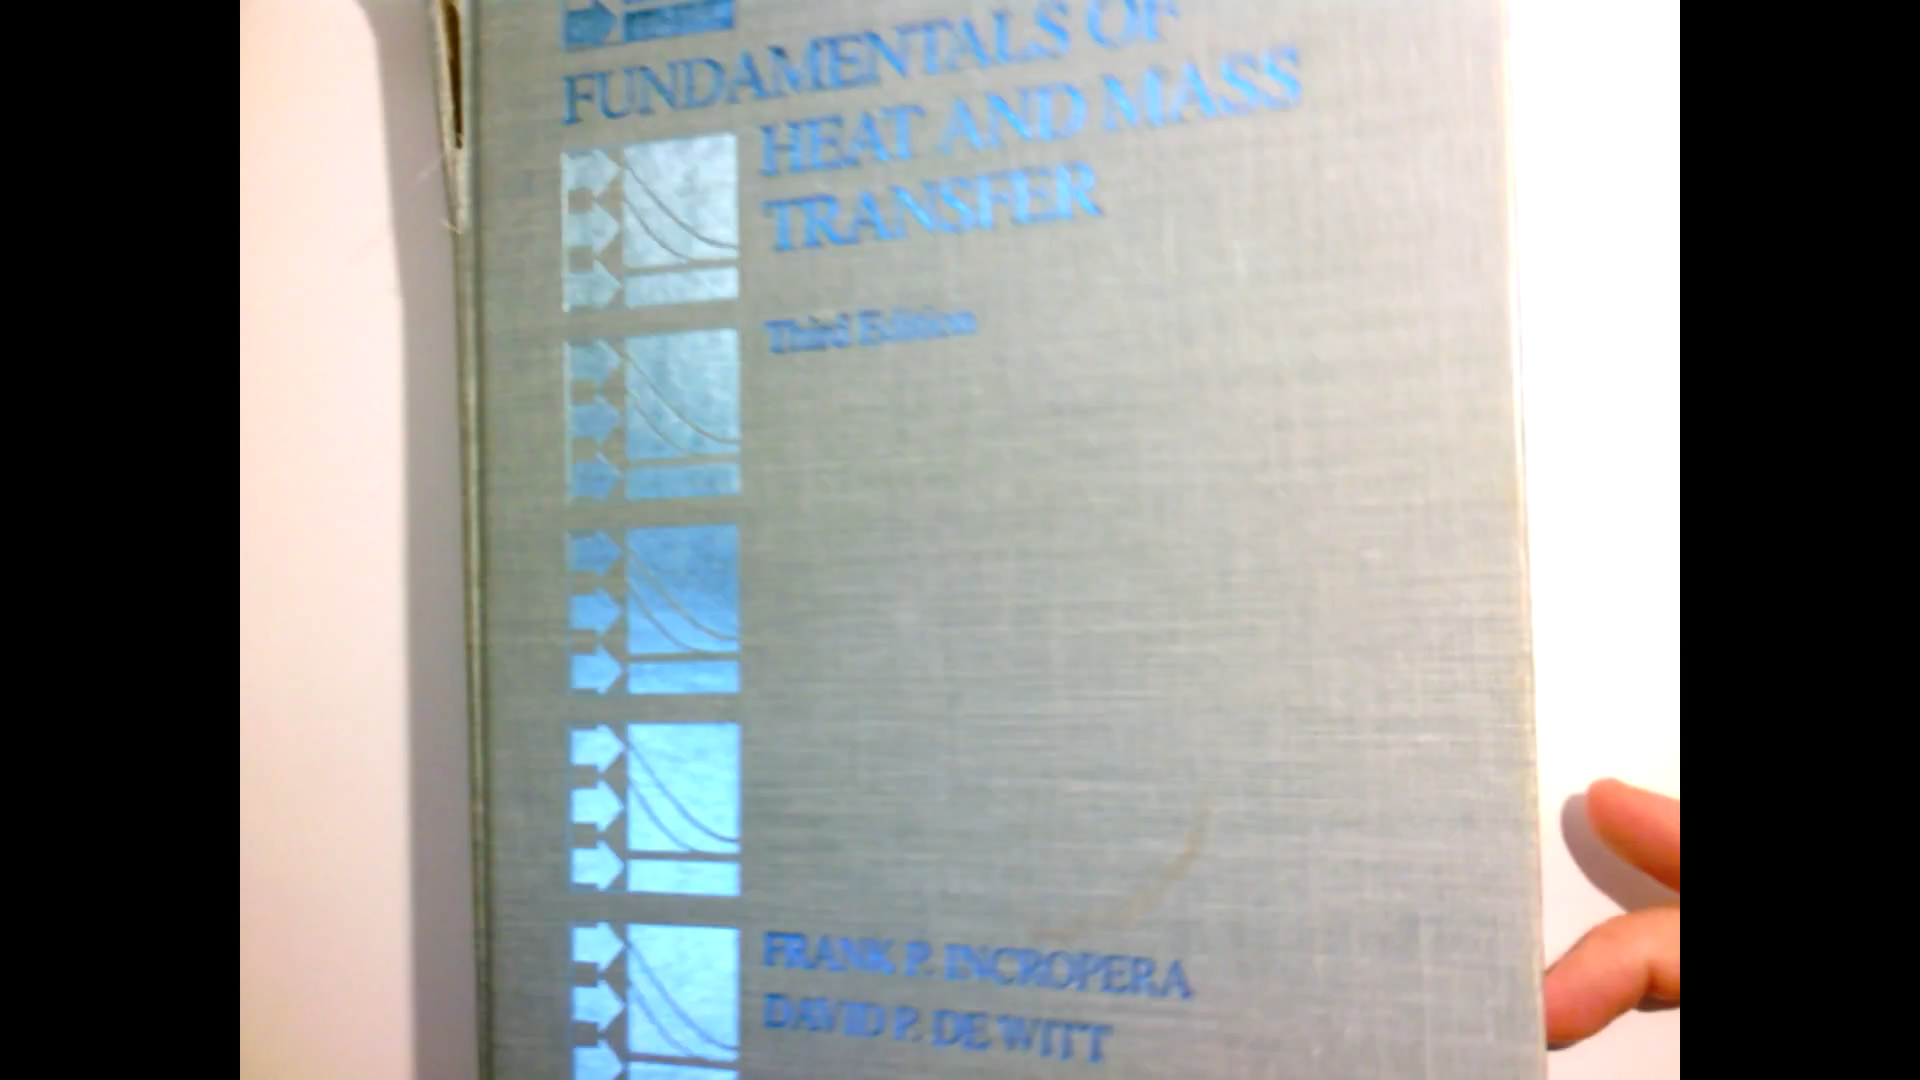 FUNDAMENTALS OF
HEAT AND MASS
TRANSFER
Third Edition
FRANK P. INCROPERA
DAVID P. DE WITT